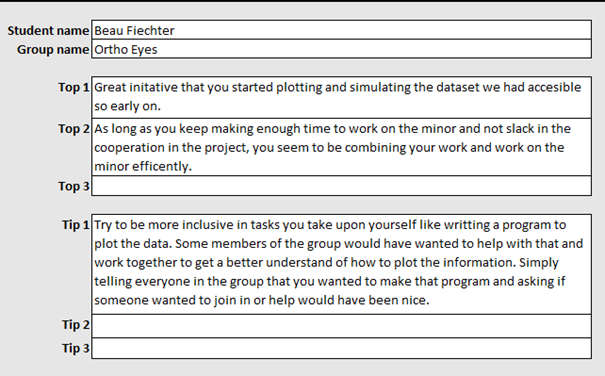 Student name Beau Fiechter
Group name Ortho Eyes
Top 1 Great initative that you started plotting and simulating the dataset we had accesible
so early on.
Top 2 As long as you keep making enough time to work on the minor and not slack in the
cooperation in the project, you seem to be combining your work and work on the
minor efficently.
Top 3
Tip 1 Try to be more inclusive in tasks you take upon yourself like writting a program to
plot the data. Some members of the group would have wanted to help with that and
work together to get a better understand of how to plot the information. Simply
telling everyone in the group that you wanted to make that program and asking if
someone wanted to join in or help would have been nice.
Tip 2
Tip 3